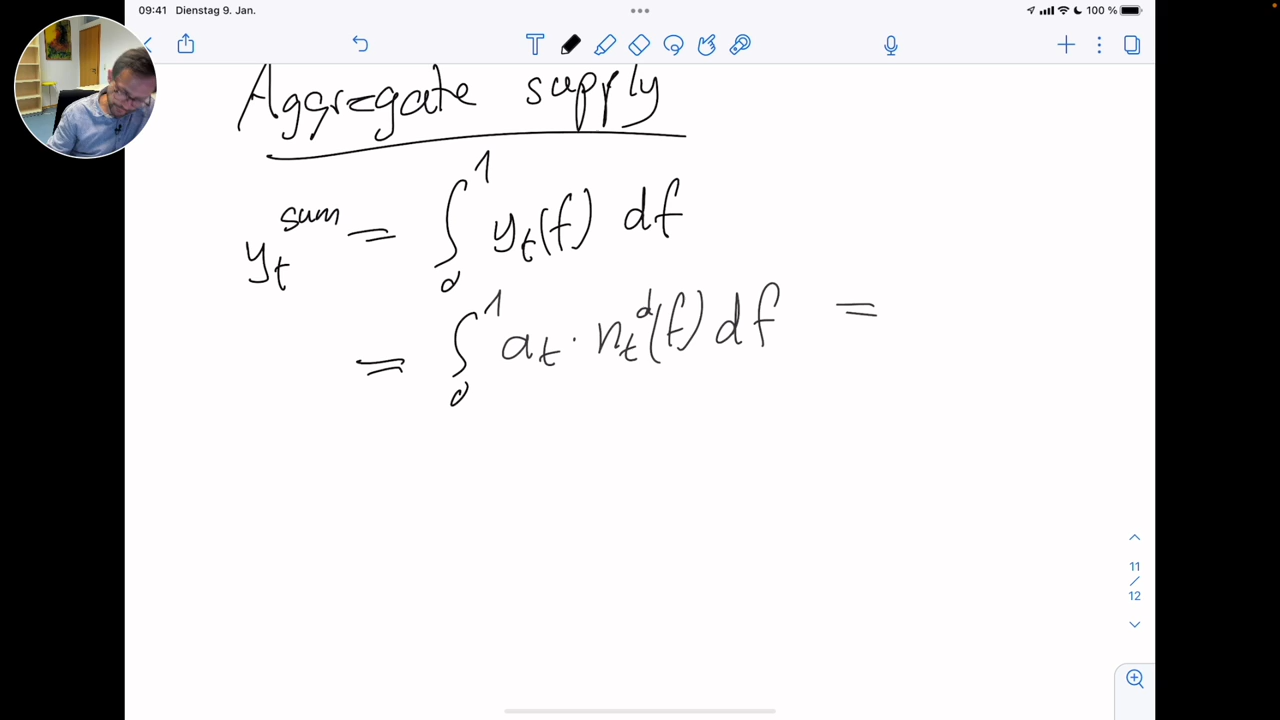 09:41 Dienstag 9. Jan. 100 %
Aggregate supply
y_t^{sum} = ∫_0^1 y_t(f) df
= ∫_0^1 a_t · n_t^d(f) df =
11
/
12